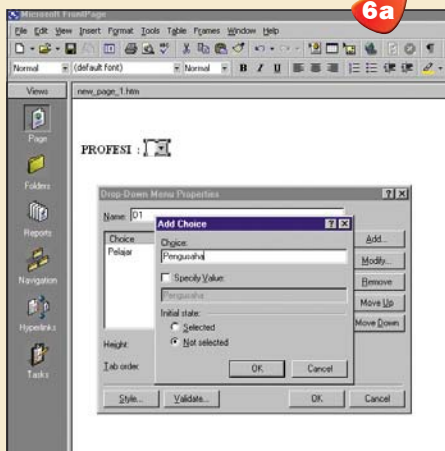 6a
Microsoft FrontPage
File Edit View Insert Format Tools Table Frames Window Help
Normal (default font) Normal B I U
Views new_page_1.htm
Page
PROFESI :
Folders
Drop-Down Menu Properties
Name: D1
Add Choice
Choice
Pelajar
Choice:
Pengusaha
Add...
Modify...
Reports
Specify Value:
Pengusaha
Remove
Navigation
Initial state:
Move Up
Selected
Move Down
Hyperlinks
Height:
Not selected
Tab order:
OK Cancel
Tasks
Style... Validate... OK Cancel